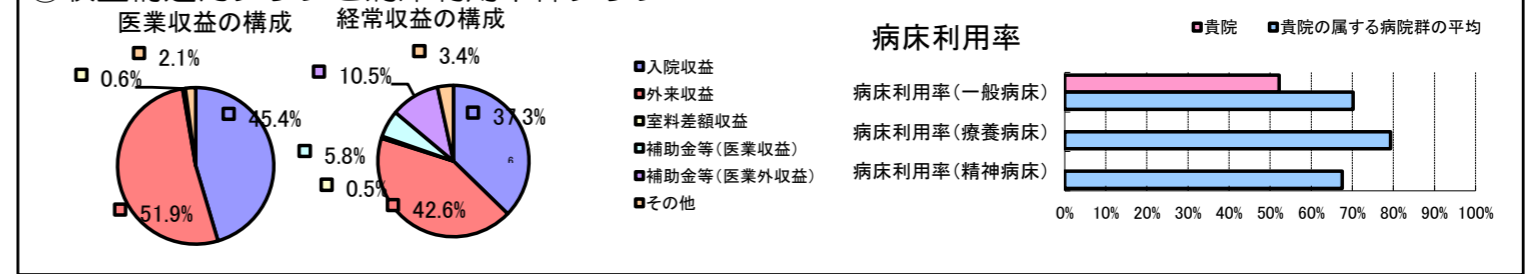 医業収益の構成
2.1%
0.6%
45.4%
51.9%
経常収益の構成
3.4%
10.5%
37.3%
6
5.8%
0.5%
42.6%
入院収益
外来収益
室料差額収益
補助金等(医業収益)
補助金等(医業外収益)
その他
病床利用率
貴院 貴院の属する病院群の平均
病床利用率(一般病床)
病床利用率(療養病床)
病床利用率(精神病床)
0% 10% 20% 30% 40% 50% 60% 70% 80% 90% 100%